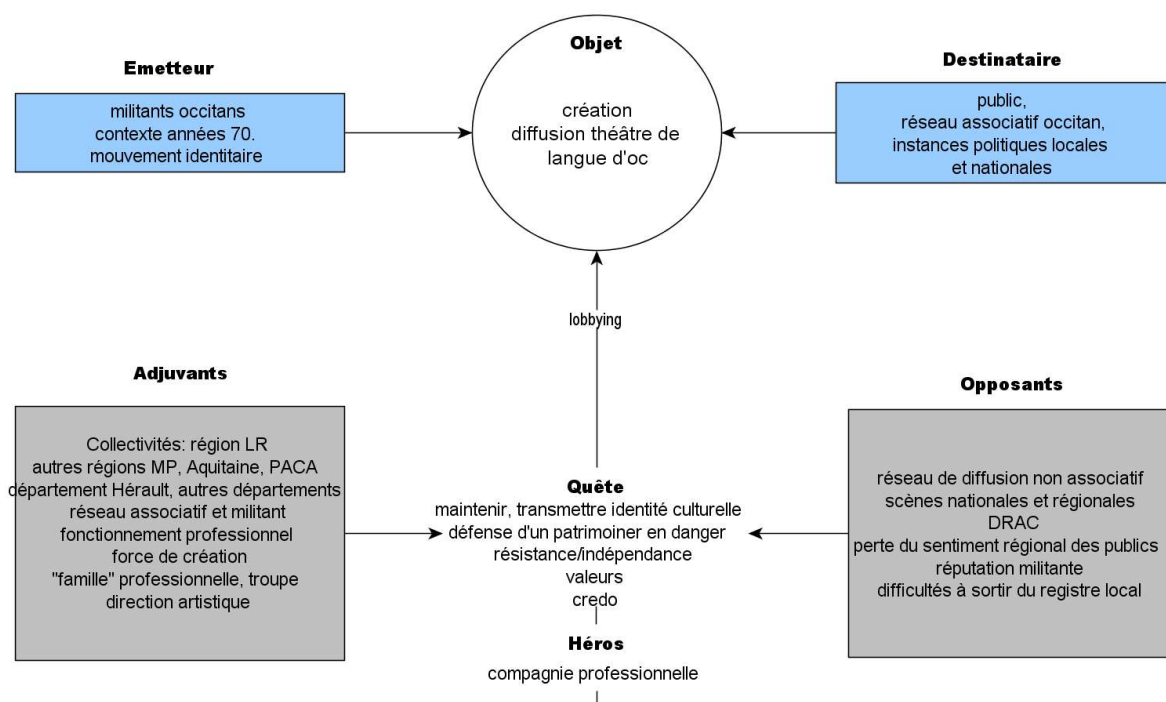 Objet
création
diffusion théâtre de
langue d'oc
Emetteur
militants occitans
contexte années 70.
mouvement identitaire
Destinataire
public,
réseau associatif occitan,
instances politiques locales
et nationales
lobbying
Adjuvants
Collectivités: région LR
autres régions MP, Aquitaine, PACA
département Hérault, autres départements
réseau associatif et militant
fonctionnement professionnel
force de création
"famille" professionnelle, troupe
direction artistique
Quête
maintenir, transmettre identité culturelle
défense d'un patrimoiner en danger
résistance/indépendance
valeurs
credo
Opposants
réseau de diffusion non associatif
scènes nationales et régionales
DRAC
perte du sentiment régional des publics
réputation militante
difficultés à sortir du registre local
Héros
compagnie professionnelle